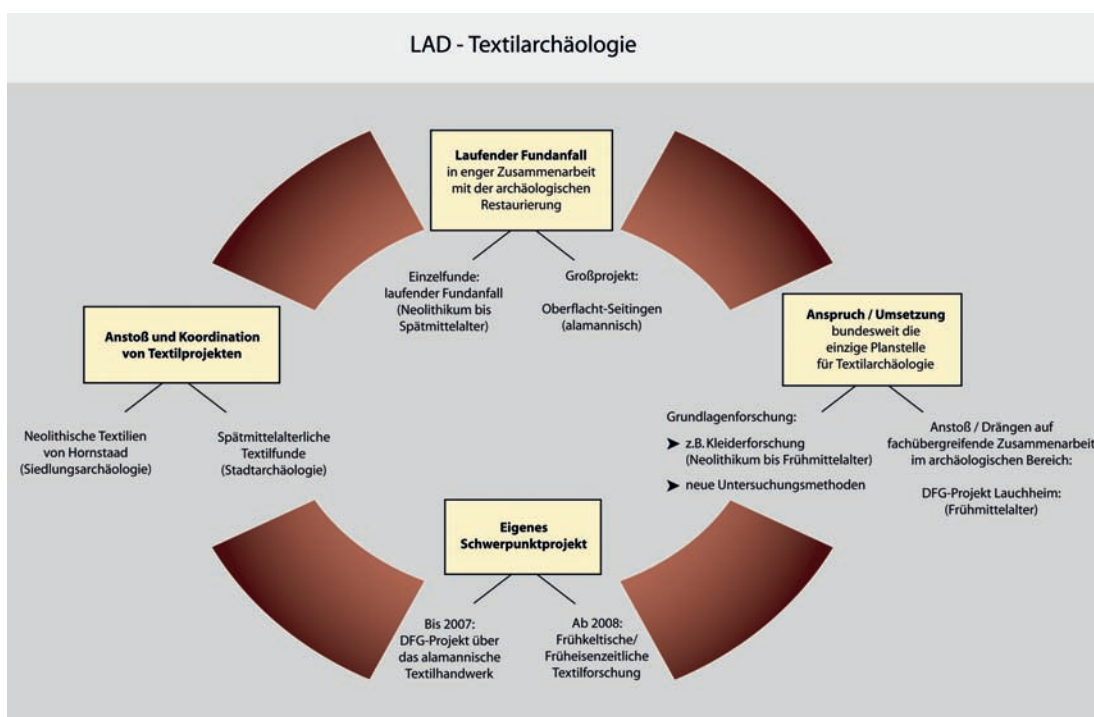 LAD - Textilarchäologie
Laufender Fundanfall
in enger Zusammenarbeit
mit der archäologischen
Restaurierung
Einzelfunde:
laufender Fundanfall
(Neolithikum bis
Spätmittelalter)
Großprojekt:
Oberflacht-Seitingen
(alamannisch)
Anstoß und Koordination
von Textilprojekten
Neolithische Textilien
von Hornstaad
(Siedlungsarchäologie)
Spätmittelalterliche
Textilfunde
(Stadtarchäologie)
Anspruch / Umsetzung
bundesweit die
einzige Planstelle
für Textilarchäologie
Grundlagenforschung:
➤ z.B. Kleiderforschung
(Neolithikum bis Frühmittelalter)
➤ neue Untersuchungsmethoden
Anstoß / Drängen auf
fachübergreifende Zusammenarbeit
im archäologischen Bereich:
DFG-Projekt Lauchheim:
(Frühmittelalter)
Eigenes
Schwerpunktprojekt
Bis 2007:
DFG-Projekt über
das alamannische
Textilhandwerk
Ab 2008:
Frühkeltische/
Früheisenzeitliche
Textilforschung